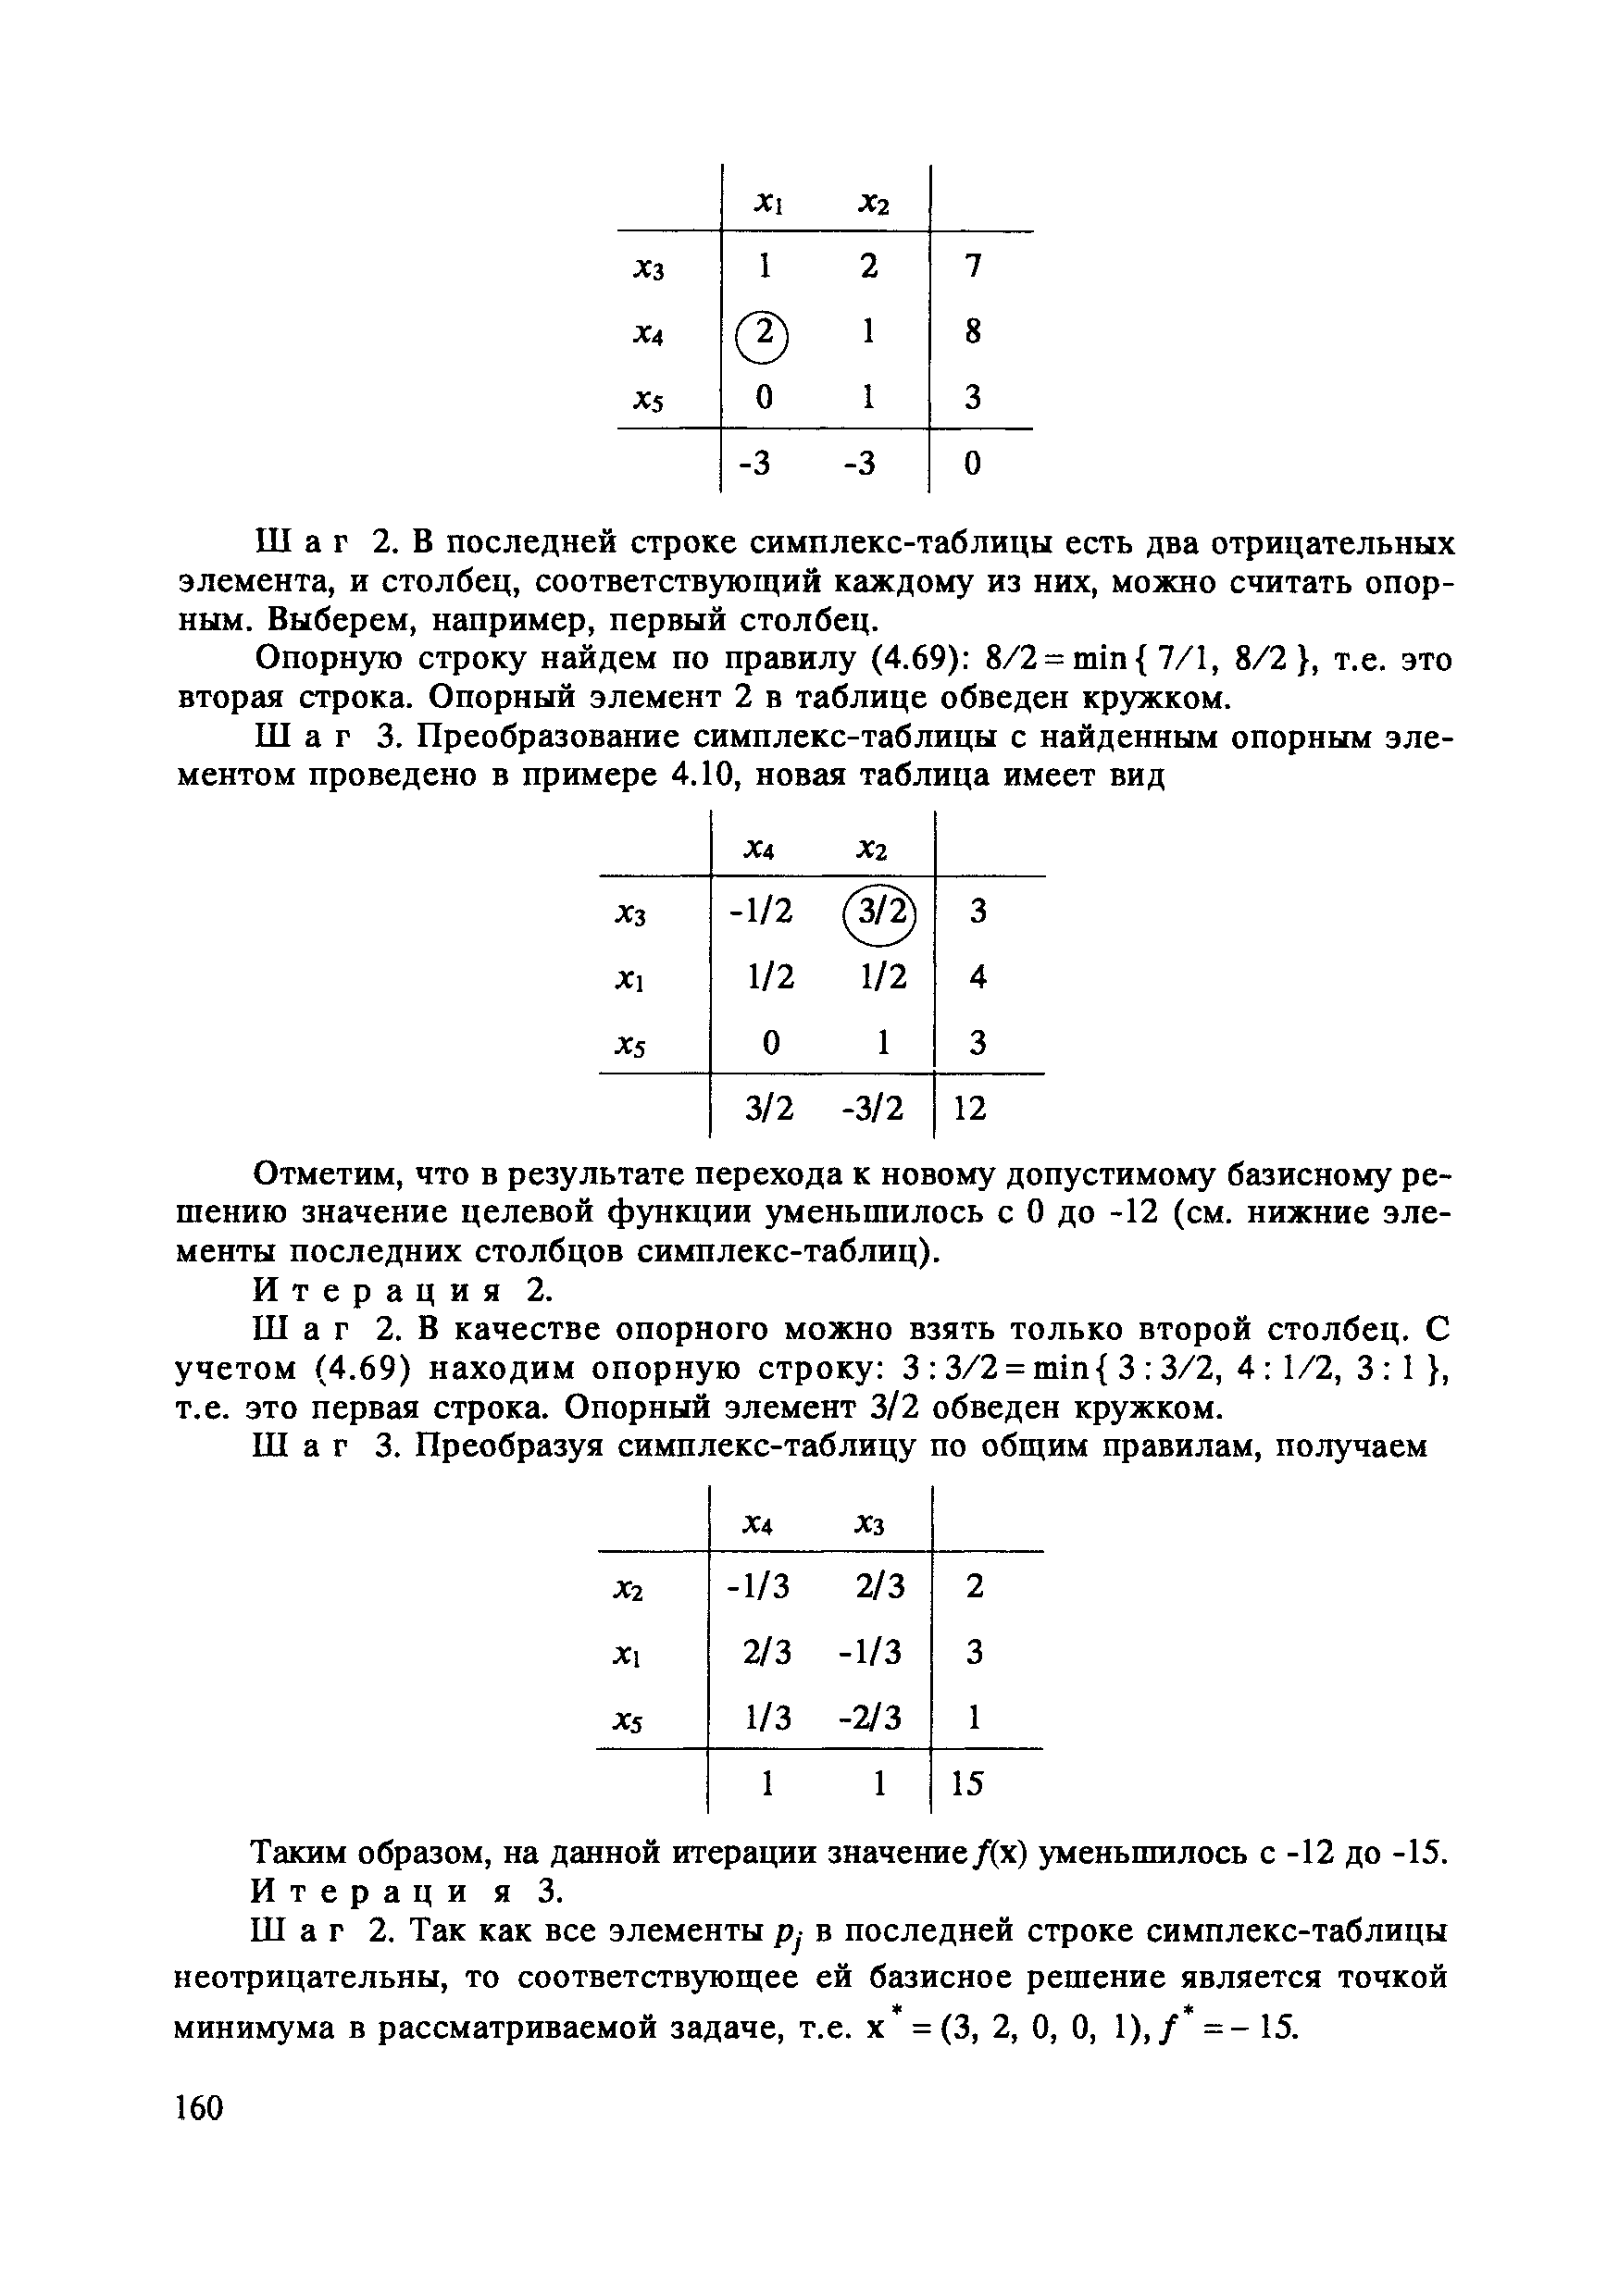 x1 x2
x3 1 2 7
x4 2 1 8
x5 0 1 3
-3 -3 0
Ш а г 2. В последней строке симплекс-таблицы есть два отрицательных
элемента, и столбец, соответствующий каждому из них, можно считать опор-
ным. Выберем, например, первый столбец.
Опорную строку найдем по правилу (4.69): 8/2 = min{ 7/1, 8/2 }, т.е. это
вторая строка. Опорный элемент 2 в таблице обведен кружком.
Ш а г 3. Преобразование симплекс-таблицы с найденным опорным эле-
ментом проведено в примере 4.10, новая таблица имеет вид
x4 x2
x3 -1/2 3/2 3
x1 1/2 1/2 4
x5 0 1 3
3/2 -3/2 12
Отметим, что в результате перехода к новому допустимому базисному ре-
шению значение целевой функции уменьшилось с 0 до -12 (см. нижние эле-
менты последних столбцов симплекс-таблиц).
И т е р а ц и я 2.
Ш а г 2. В качестве опорного можно взять только второй столбец. С
учетом (4.69) находим опорную строку: 3 : 3/2 = min{ 3 : 3/2, 4 : 1/2, 3 : 1 },
т.е. это первая строка. Опорный элемент 3/2 обведен кружком.
Ш а г 3. Преобразуя симплекс-таблицу по общим правилам, получаем
x4 x3
x2 -1/3 2/3 2
x1 2/3 -1/3 3
x5 1/3 -2/3 1
1 1 15
Таким образом, на данной итерации значение f(x) уменьшилось с -12 до -15.
И т е р а ц и я 3.
Ш а г 2. Так как все элементы pj в последней строке симплекс-таблицы
неотрицательны, то соответствующее ей базисное решение является точкой
минимума в рассматриваемой задаче, т.е. x* = (3, 2, 0, 0, 1), f* = – 15.
160